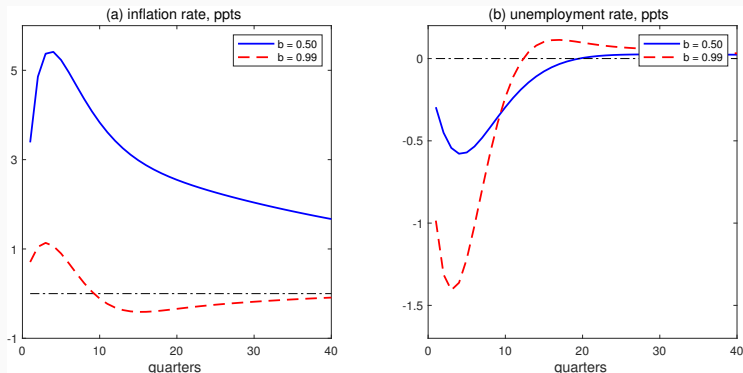 (a) inflation rate, ppts
b = 0.50
b = 0.99
5
3
1
-1
0 10 20 30 40
quarters
(b) unemployment rate, ppts
b = 0.50
b = 0.99
0
-0.5
-1
-1.5
0 10 20 30 40
quarters